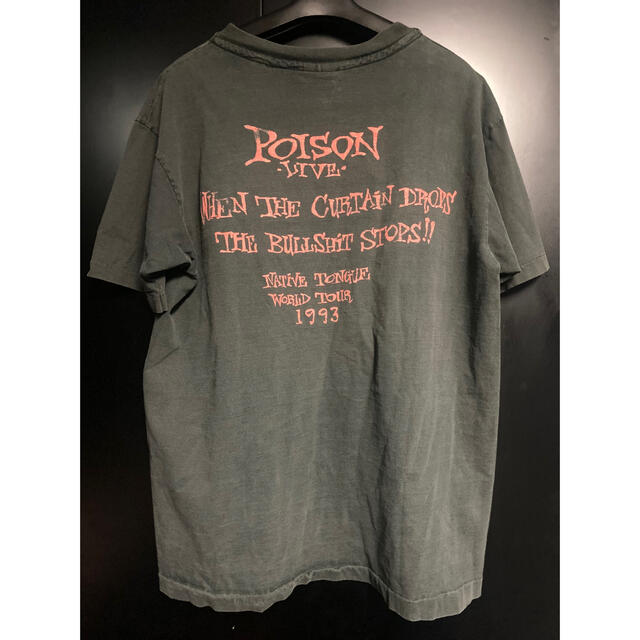 POISON
·LIVE·
WHEN THE CURTAIN DROPS
THE BULLSHIT STOPS!!
NATIVE TONGUE
WORLD TOUR
1993